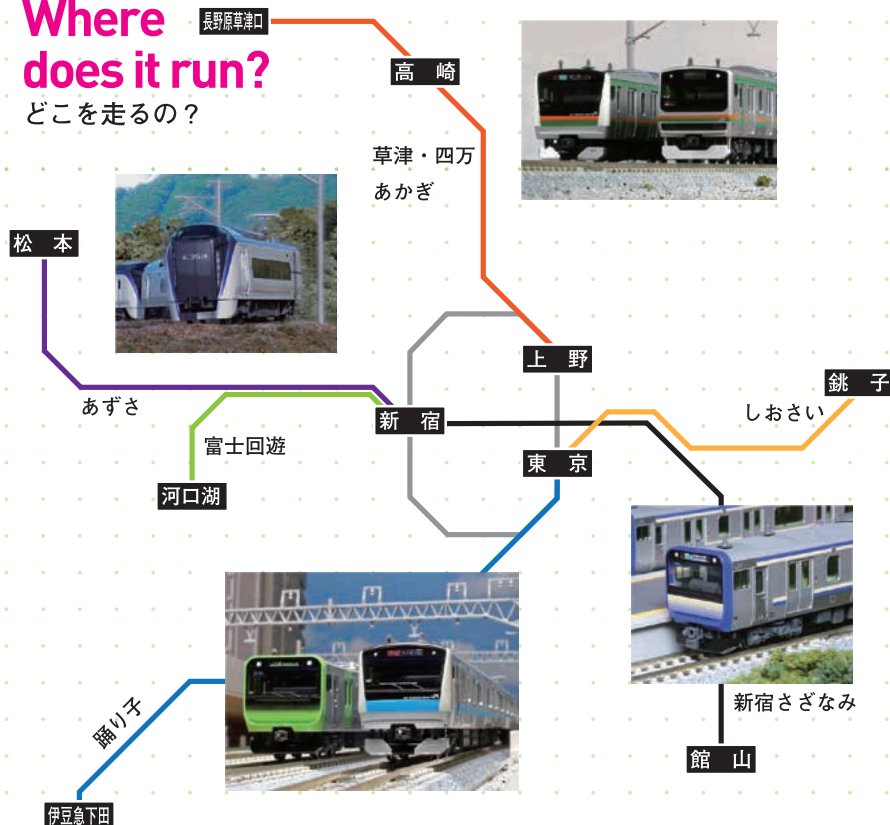 Where
does it run?
どこを走るの？
長野原草津口
高崎
草津・四万
あかぎ
松本
上野
銚子
あずさ
新宿
しおさい
富士回遊
東京
河口湖
新宿さざなみ
踊り子
館山
伊豆急下田